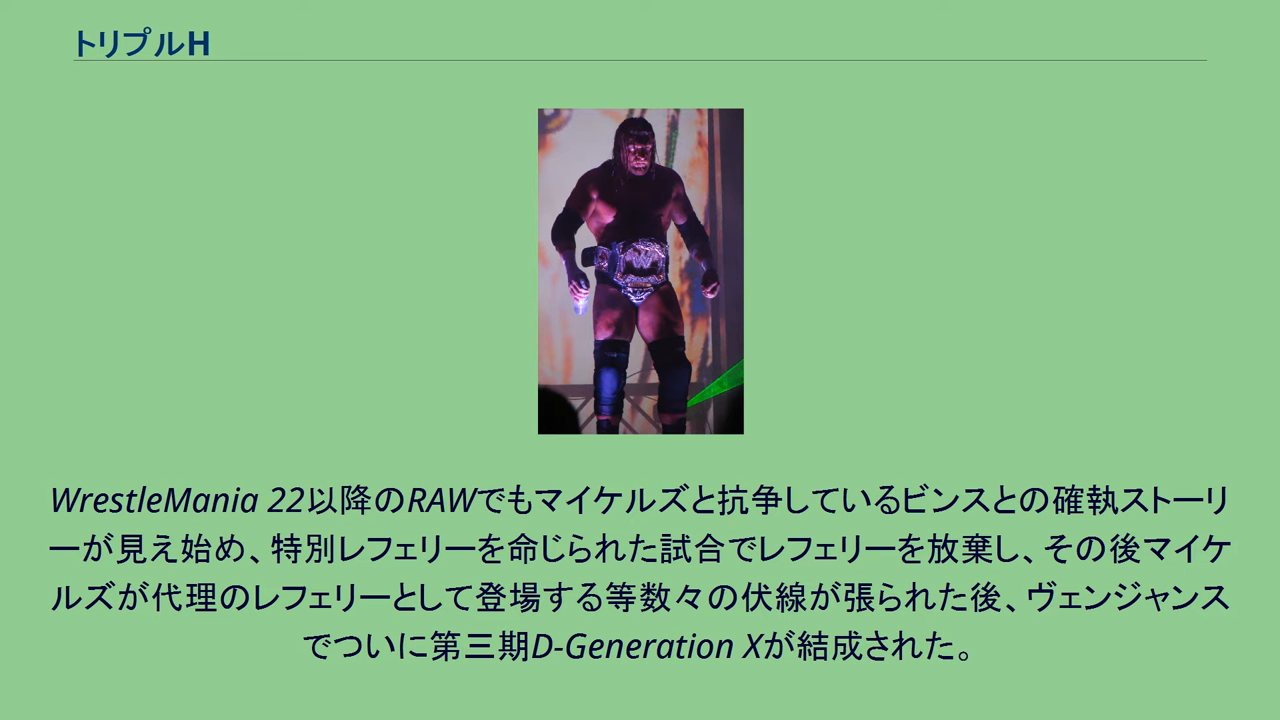 トリプルH
WrestleMania 22以降のRAWでもマイケルズと抗争しているビンスとの確執ストーリ
ーが見え始め、特別レフェリーを命じられた試合でレフェリーを放棄し、その後マイケ
ルズが代理のレフェリーとして登場する等数々の伏線が張られた後、ヴェンジャンス
でついに第三期D-Generation Xが結成された。